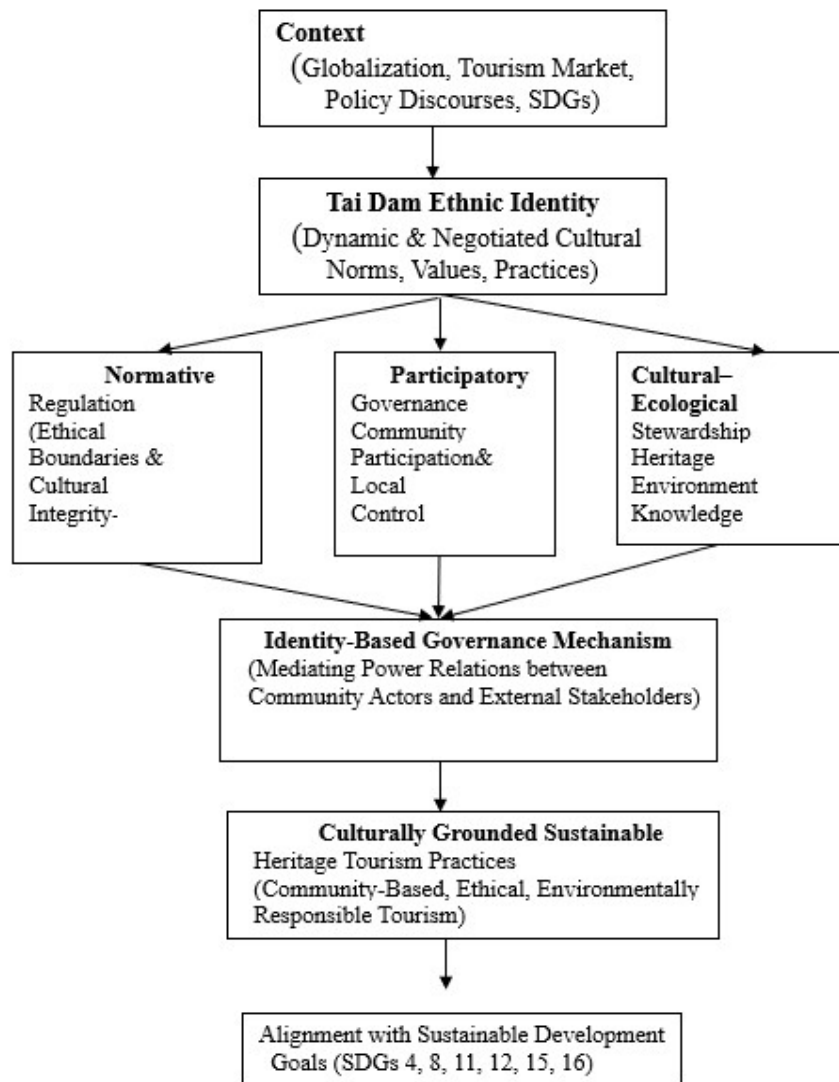 Context
(Globalization, Tourism Market,
Policy Discourses, SDGs)
Tai Dam Ethnic Identity
(Dynamic & Negotiated Cultural
Norms, Values, Practices)
Normative
Regulation
(Ethical
Boundaries &
Cultural
Integrity-
Participatory
Governance
Community
Participation&
Local
Control
Cultural–
Ecological
Stewardship
Heritage
Environment
Knowledge
Identity-Based Governance Mechanism
(Mediating Power Relations between
Community Actors and External Stakeholders)
Culturally Grounded Sustainable
Heritage Tourism Practices
(Community-Based, Ethical, Environmentally
Responsible Tourism)
Alignment with Sustainable Development
Goals (SDGs 4, 8, 11, 12, 15, 16)